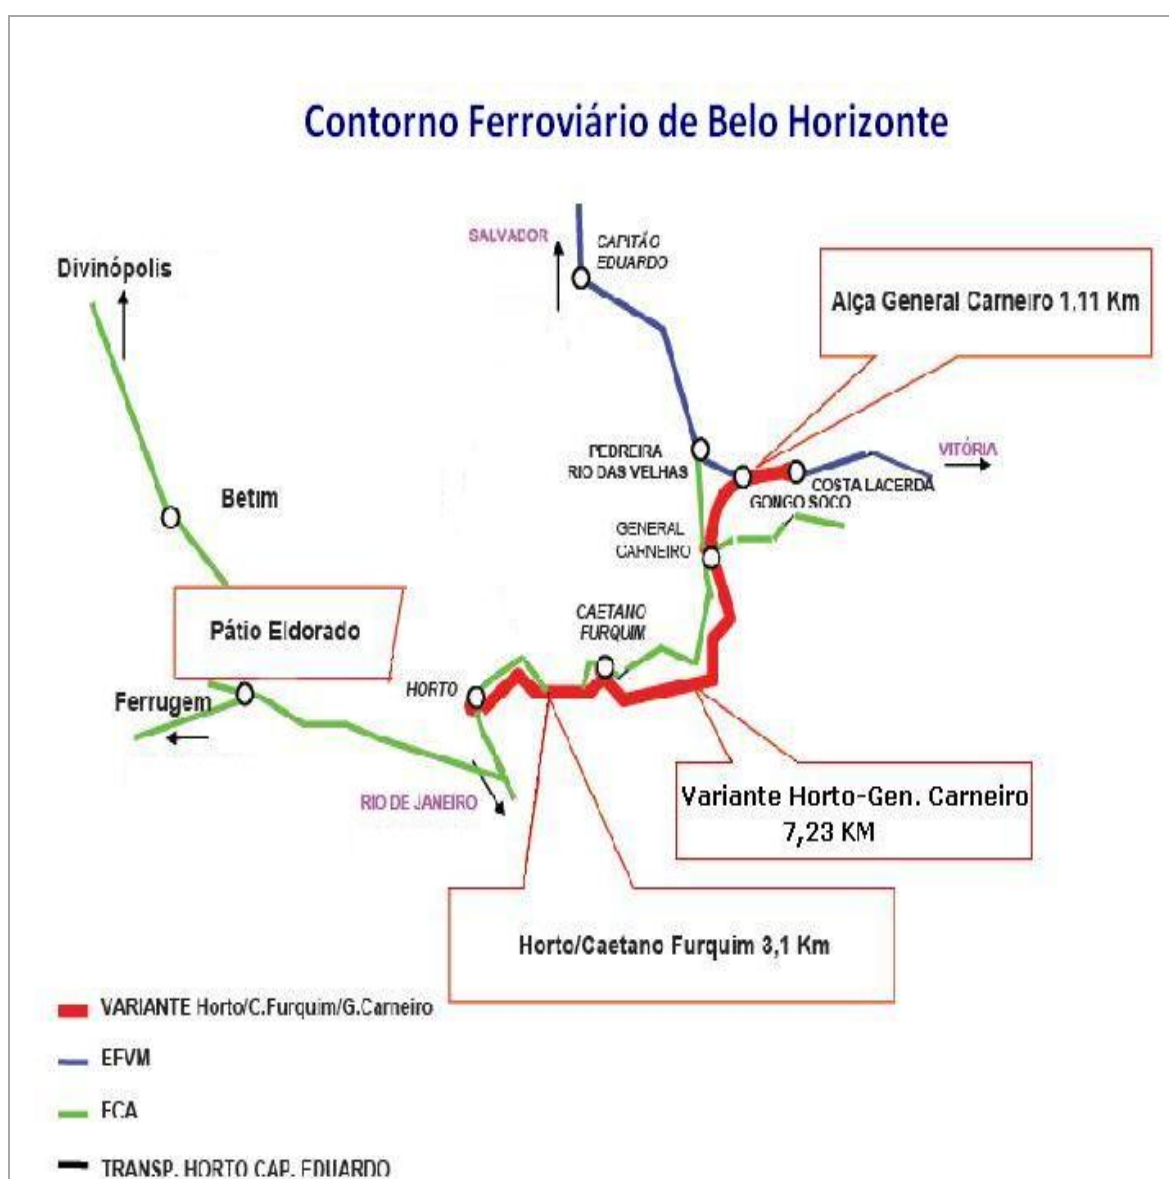 Contorno Ferroviário de Belo Horizonte
SALVADOR
CAPITÃO
EDUARDO
Divinópolis
Alça General Carneiro 1,11 Km
PEDREIRA
RIO DAS VELHAS
VITÓRIA
COSTA LACERDA
GONGO SOCO
Betim
GENERAL
CARNEIRO
CAETANO
FURQUIM
Pátio Eldorado
HORTO
Ferrugem
RIO DE JANEIRO
Variante Horto-Gen. Carneiro
7,23 KM
Horto/Caetano Furquim 3,1 Km
VARIANTE Horto/C.Furquim/G.Carneiro
EFVM
FCA
TRANSP. HORTO CAP. EDUARDO